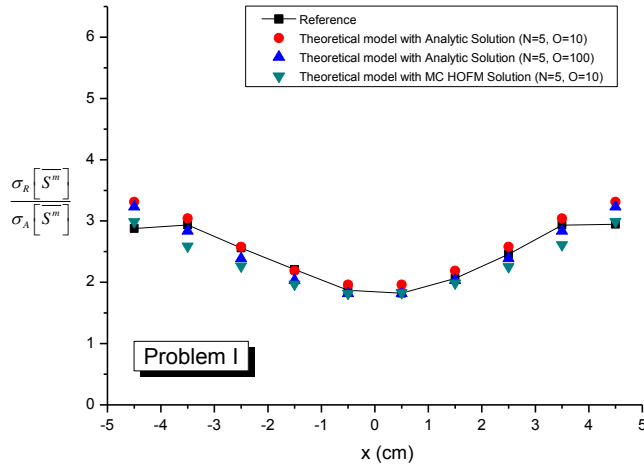 Reference
Theoretical model with Analytic Solution (N=5, O=10)
Theoretical model with Analytic Solution (N=5, O=100)
Theoretical model with MC HOFM Solution (N=5, O=10)
6
5
4
3
2
1
0
σ_R[S̅^m̅]
σ_A[S̅^m̅]
Problem I
-5 -4 -3 -2 -1 0 1 2 3 4 5
x (cm)